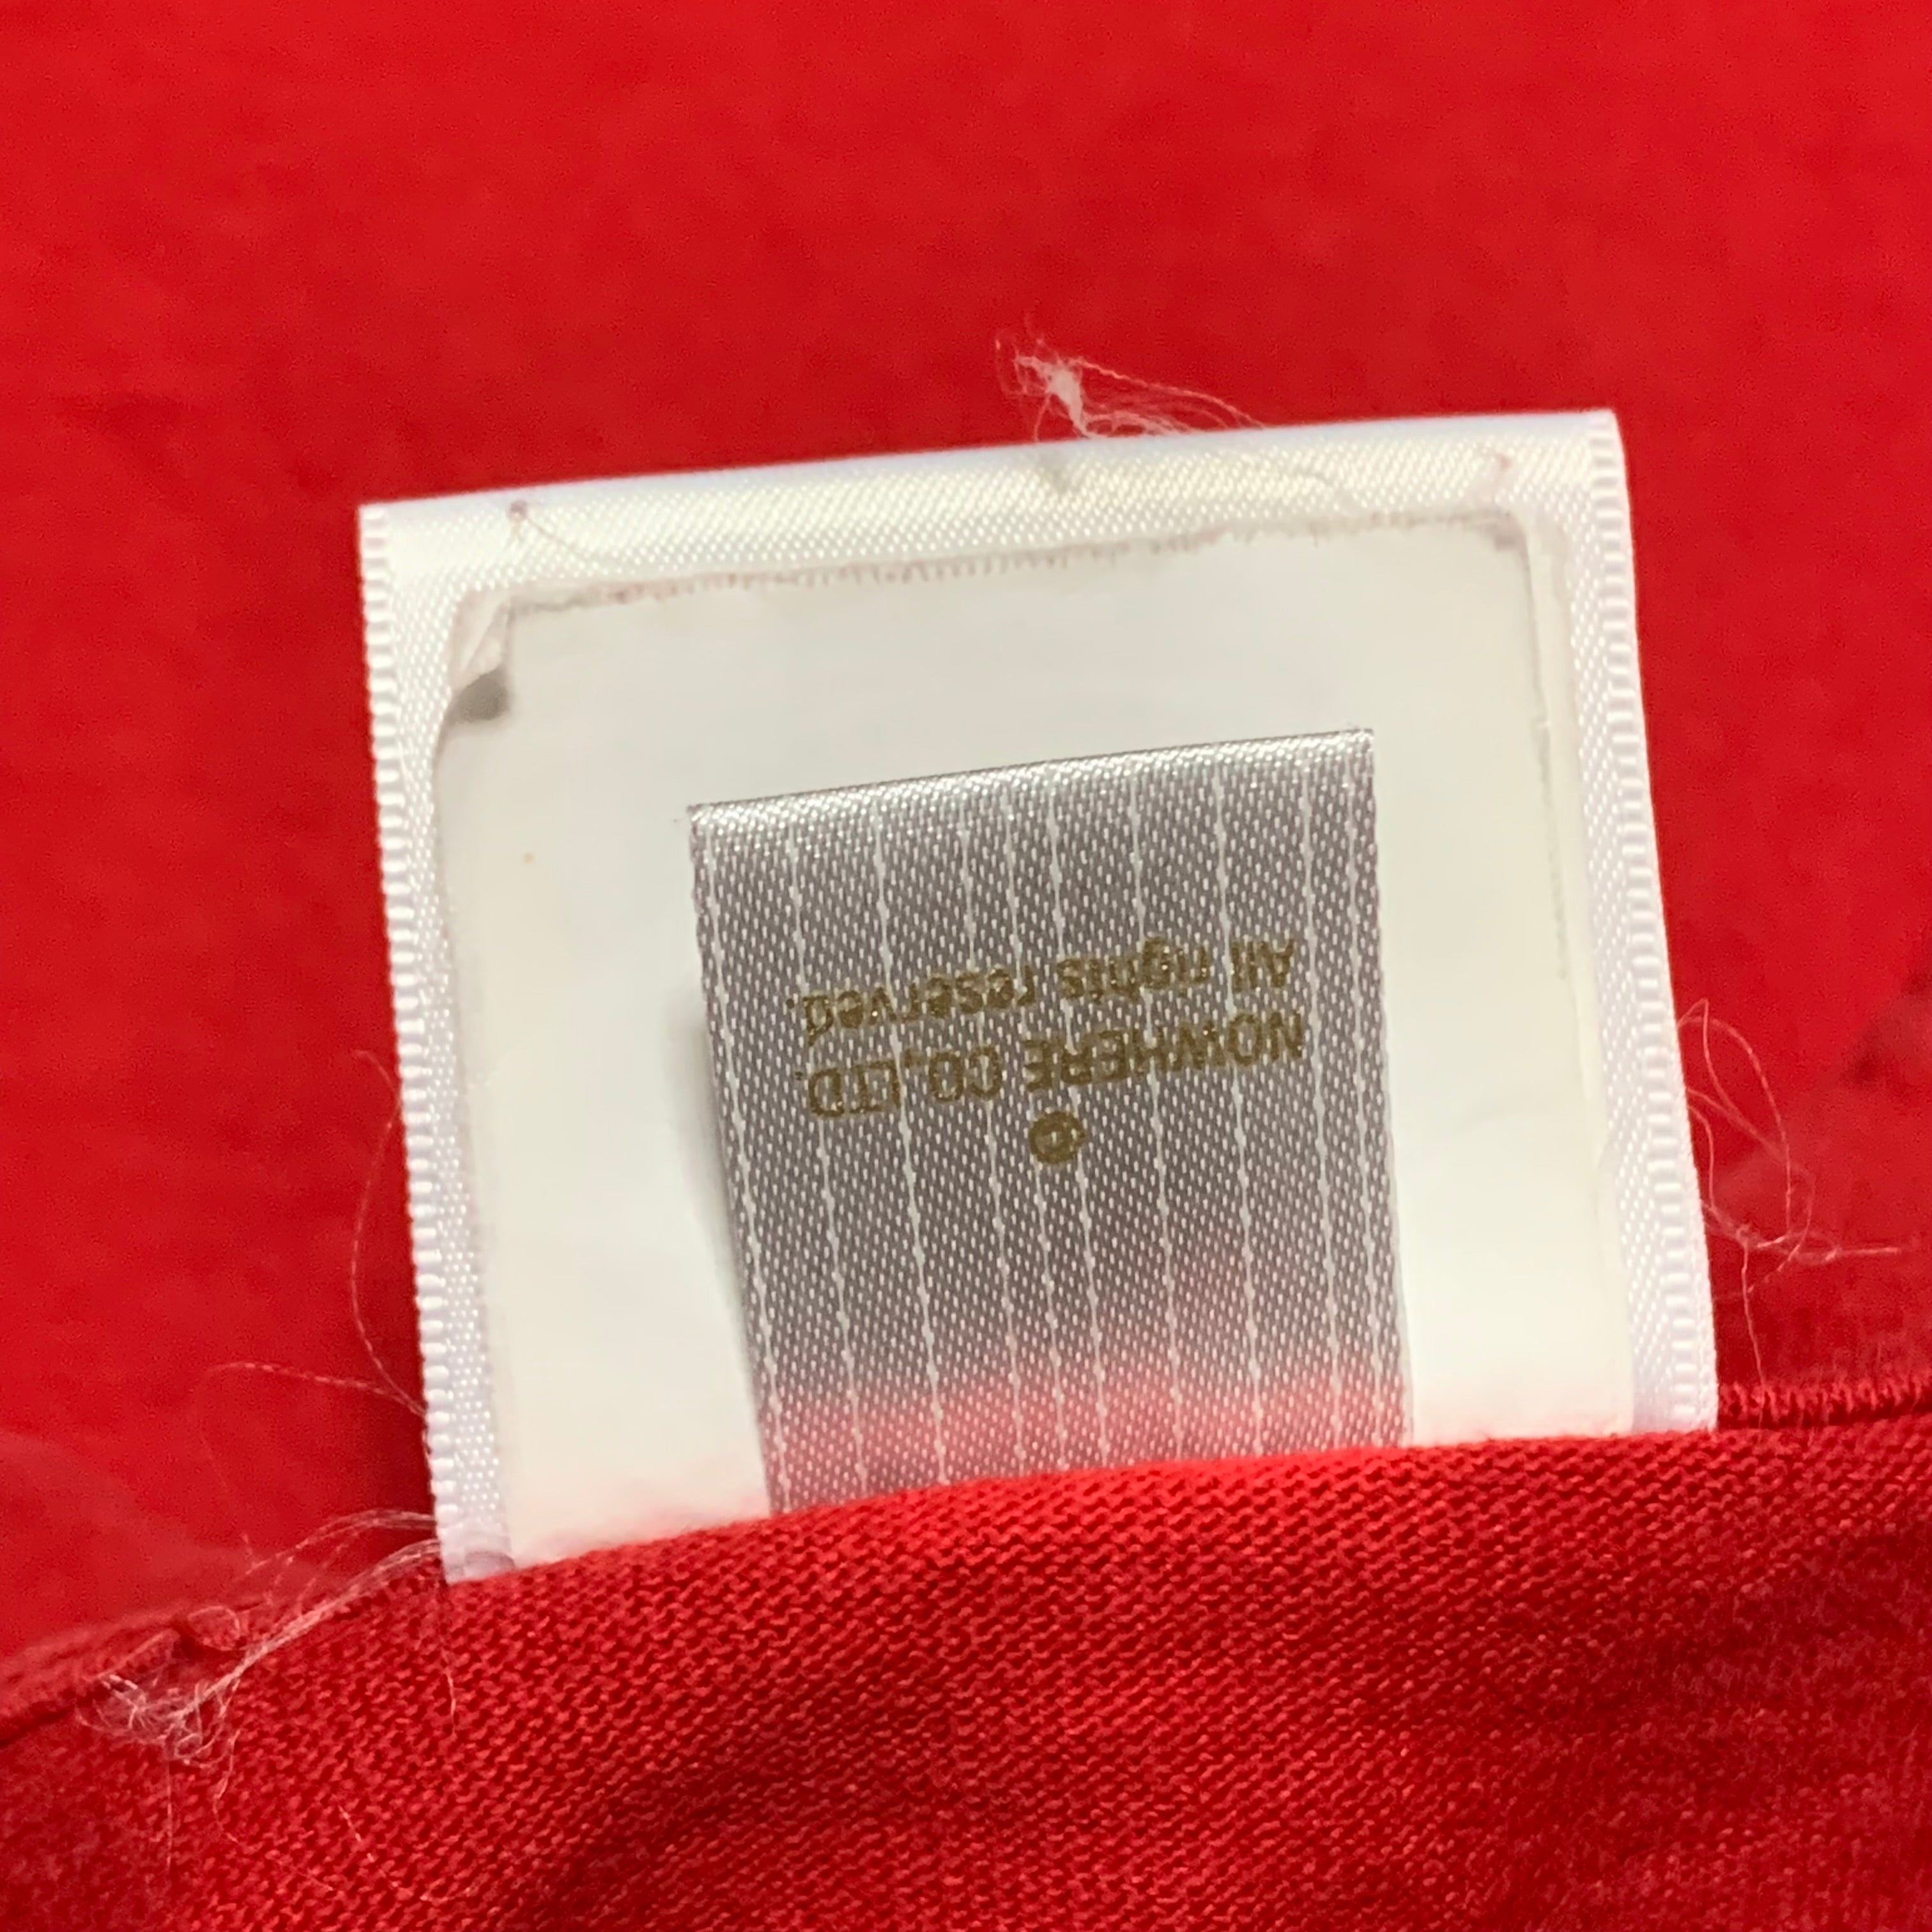 ©
NOWHERE CO., LTD.
All rights reserved.